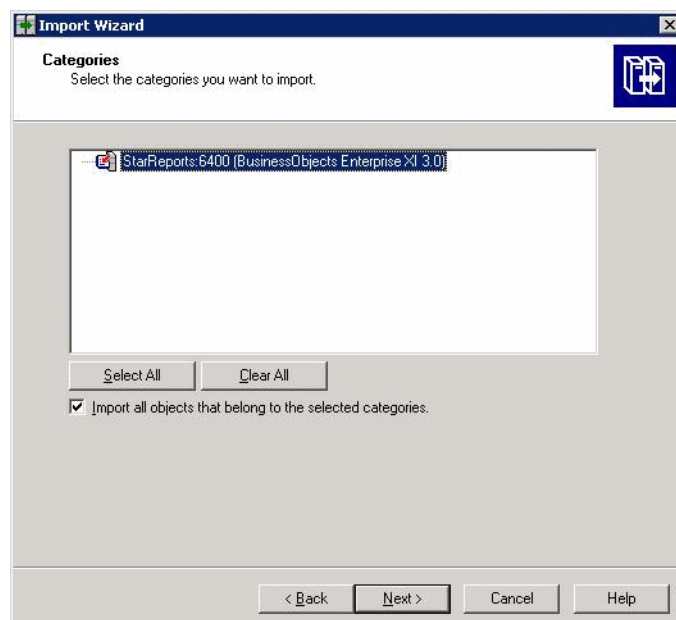 Import Wizard
Categories
Select the categories you want to import.
StarReports:6400 (BusinessObjects Enterprise XI 3.0)
Select All
Clear All
Import all objects that belong to the selected categories.
< Back
Next >
Cancel
Help